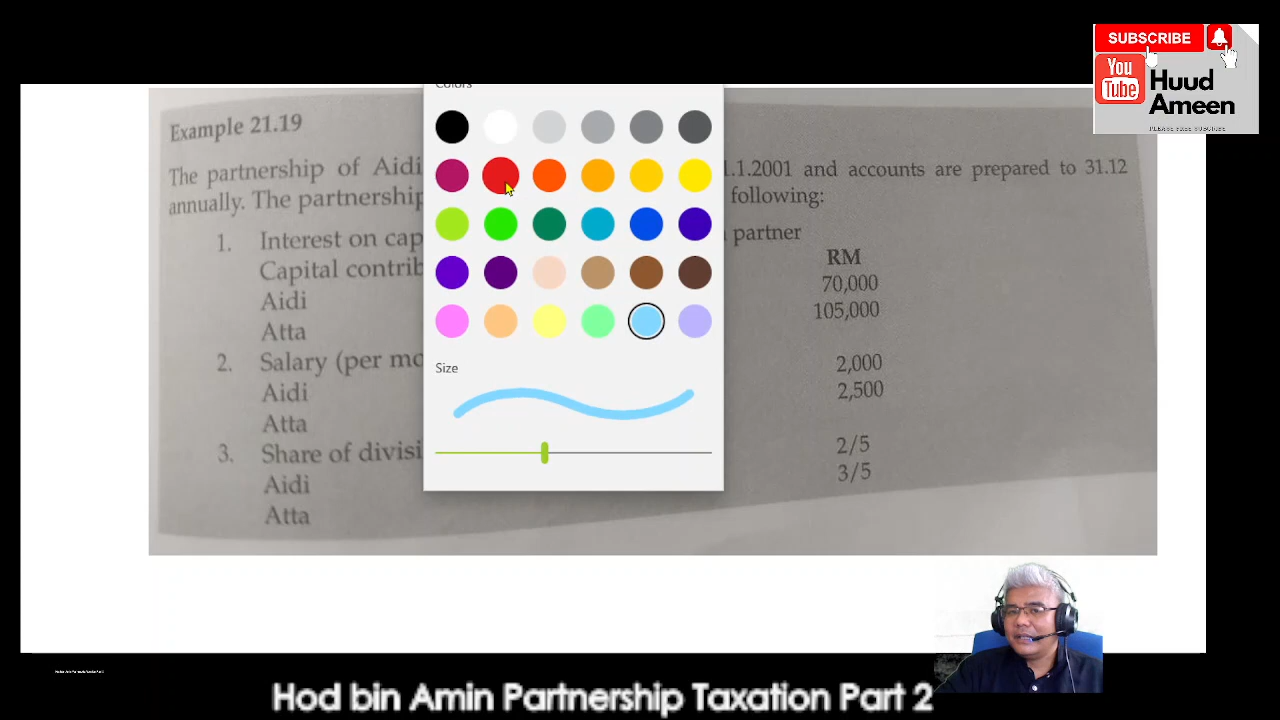 SUBSCRIBE
You
Tube
Huud
Ameen
PLEASE FREE SUBCRIBE
Colors
Example 21.19
The partnership of Aidi 1.1.2001 and accounts are prepared to 31.12
annually. The partnership following:
1. Interest on cap partner
Capital contrib RM
Aidi 70,000
Atta 105,000
2. Salary (per mo
Aidi 2,000
Atta 2,500
3. Share of divisi
Aidi 2/5
Atta 3/5
Size
Hod bin Amin Partnership Taxation Part 2